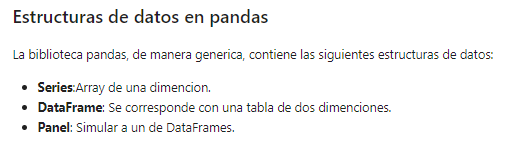 Estructuras de datos en pandas
La biblioteca pandas, de manera generica, contiene las siguientes estructuras de datos:
• Series:Array de una dimencion.
• DataFrame: Se corresponde con una tabla de dos dimenciones.
• Panel: Simular a un de DataFrames.